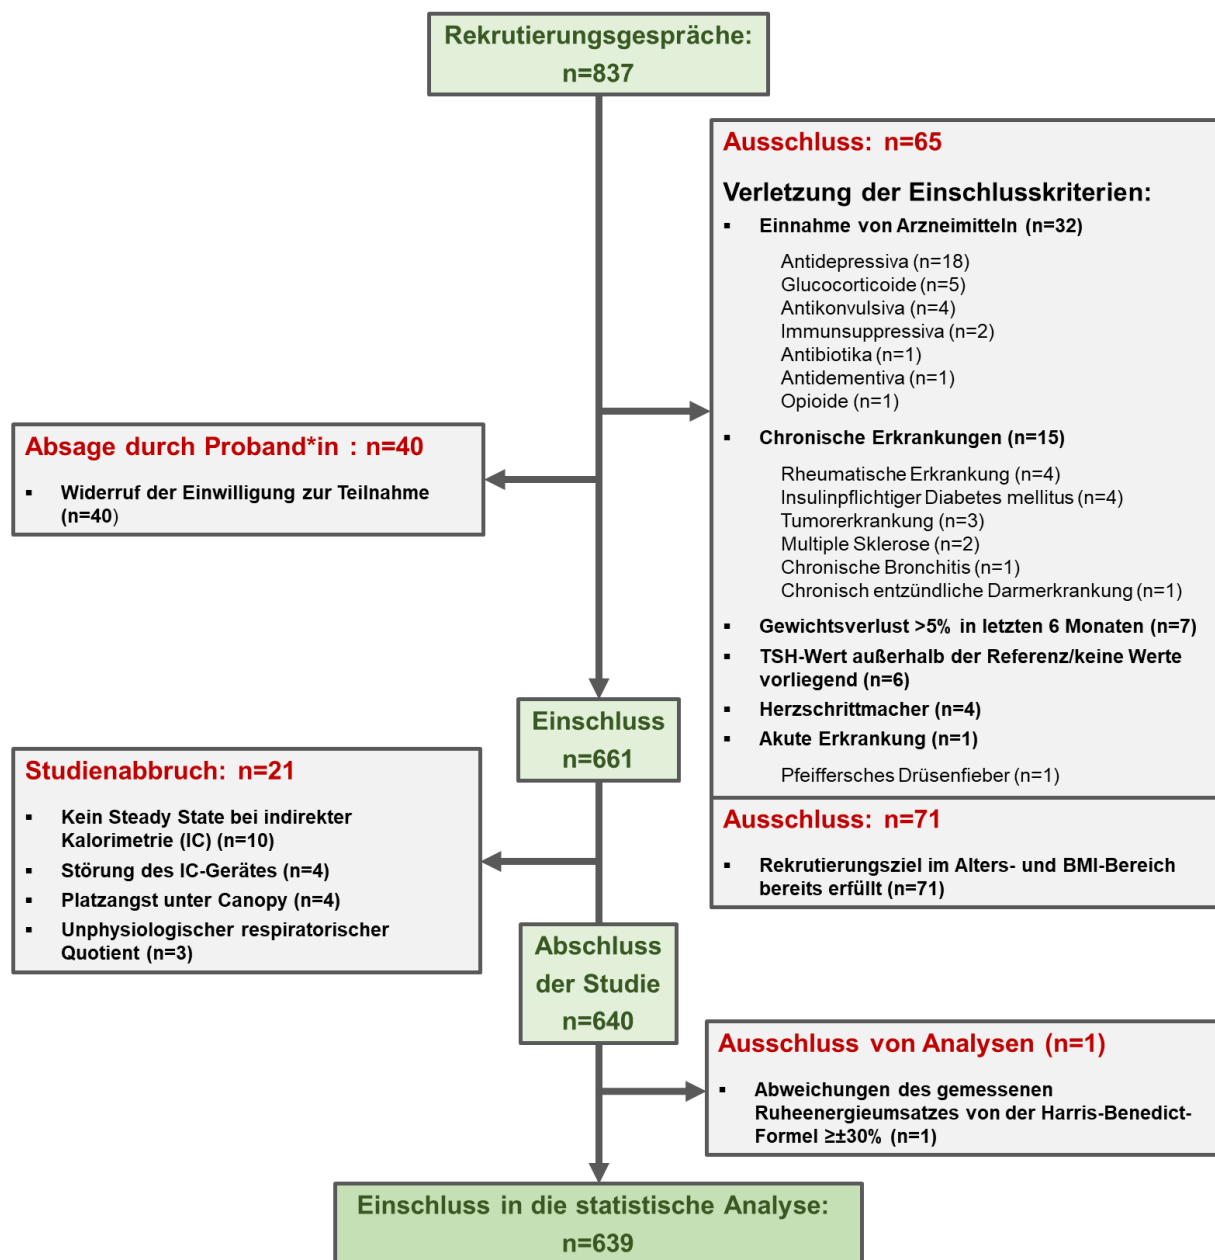 Rekrutierungsgespräche:
n=837
Ausschluss: n=65
Verletzung der Einschlusskriterien:
▪ Einnahme von Arzneimitteln (n=32)
Antidepressiva (n=18)
Glucocorticoide (n=5)
Antikonvulsiva (n=4)
Immunsuppressiva (n=2)
Antibiotika (n=1)
Antidementiva (n=1)
Opioide (n=1)
▪ Chronische Erkrankungen (n=15)
Rheumatische Erkrankung (n=4)
Insulinpflichtiger Diabetes mellitus (n=4)
Tumorerkrankung (n=3)
Multiple Sklerose (n=2)
Chronische Bronchitis (n=1)
Chronisch entzündliche Darmerkrankung (n=1)
▪ Gewichtsverlust >5% in letzten 6 Monaten (n=7)
▪ TSH-Wert außerhalb der Referenz/keine Werte
vorliegend (n=6)
▪ Herzschrittmacher (n=4)
▪ Akute Erkrankung (n=1)
Pfeiffersches Drüsenfieber (n=1)
Ausschluss: n=71
▪ Rekrutierungsziel im Alters- und BMI-Bereich
bereits erfüllt (n=71)
Absage durch Proband*in : n=40
▪ Widerruf der Einwilligung zur Teilnahme
(n=40)
Einschluss
n=661
Studienabbruch: n=21
▪ Kein Steady State bei indirekter
Kalorimetrie (IC) (n=10)
▪ Störung des IC-Gerätes (n=4)
▪ Platzangst unter Canopy (n=4)
▪ Unphysiologischer respiratorischer
Quotient (n=3)
Abschluss
der Studie
n=640
Ausschluss von Analysen (n=1)
▪ Abweichungen des gemessenen
Ruheenergieumsatzes von der Harris-Benedict-
Formel ≥±30% (n=1)
Einschluss in die statistische Analyse:
n=639